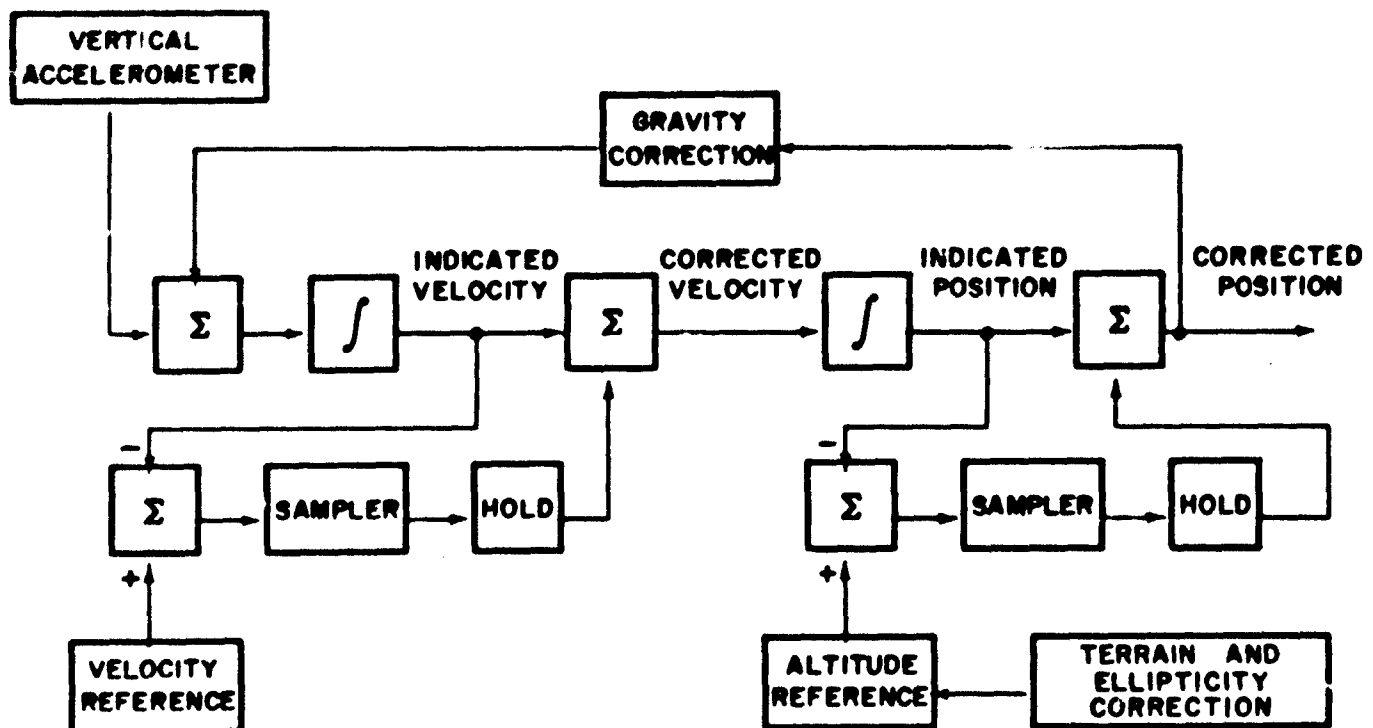 VERTICAL
ACCELEROMETER
GRAVITY
CORRECTION
INDICATED
VELOCITY
CORRECTED
VELOCITY
INDICATED
POSITION
CORRECTED
POSITION
Σ
∫
Σ
∫
Σ
−
Σ
SAMPLER
HOLD
+
VELOCITY
REFERENCE
−
Σ
SAMPLER
HOLD
+
ALTITUDE
REFERENCE
TERRAIN AND
ELLIPTICITY
CORRECTION